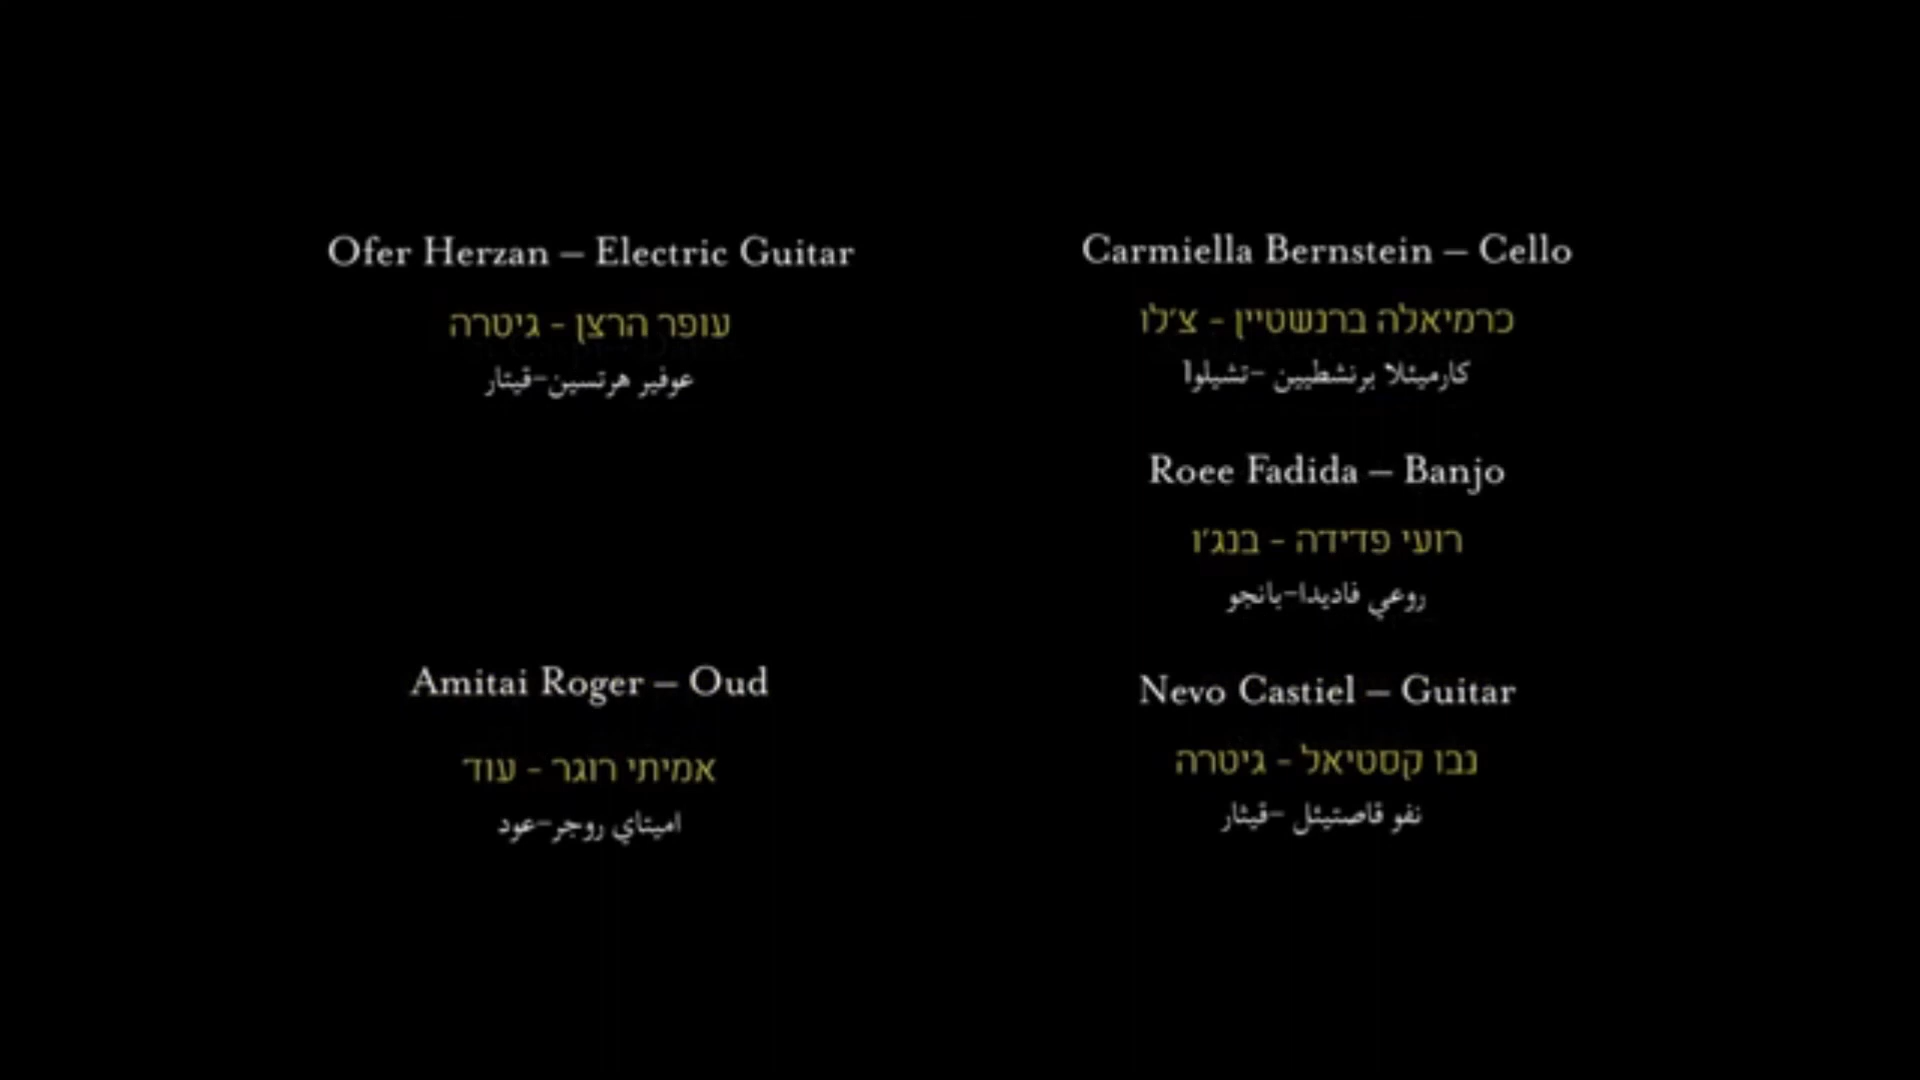 Ofer Herzan – Electric Guitar
עופר הרצן - גיטרה
عوفير هرتسين-قيتار
Amitai Roger – Oud
אמיתי רוגר - עוד
اميتاي روجر-عود
Carmiella Bernstein – Cello
כרמיאלה ברנשטיין - צ'לו
كارميئلا برنشطيين -تشيلوا
Roee Fadida – Banjo
רועי פדידה - בנג'ו
روعي فاديدا-بانجو
Nevo Castiel – Guitar
נבו קסטיאל - גיטרה
نفو قاصتيئل -قيثار